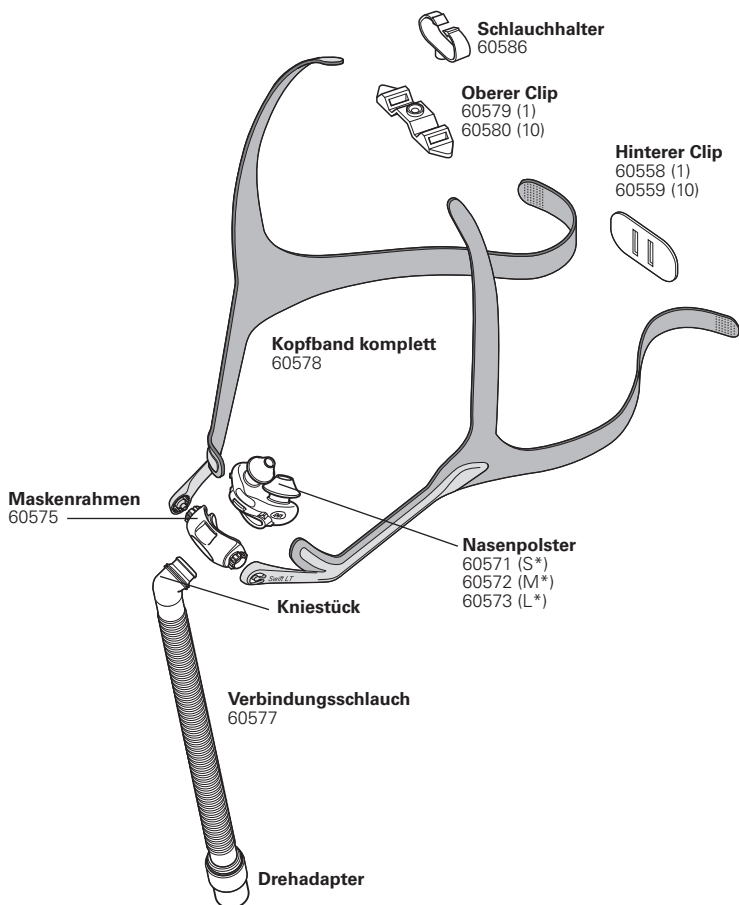 Schlauchhalter
60586
Oberer Clip
60579 (1)
60580 (10)
Hinterer Clip
60558 (1)
60559 (10)
Kopfband komplett
60578
Maskenrahmen
60575
Nasenpolster
60571 (S*)
60572 (M*)
60573 (L*)
Swift LT
Kniestück
Verbindungsschlauch
60577
Drehadapter